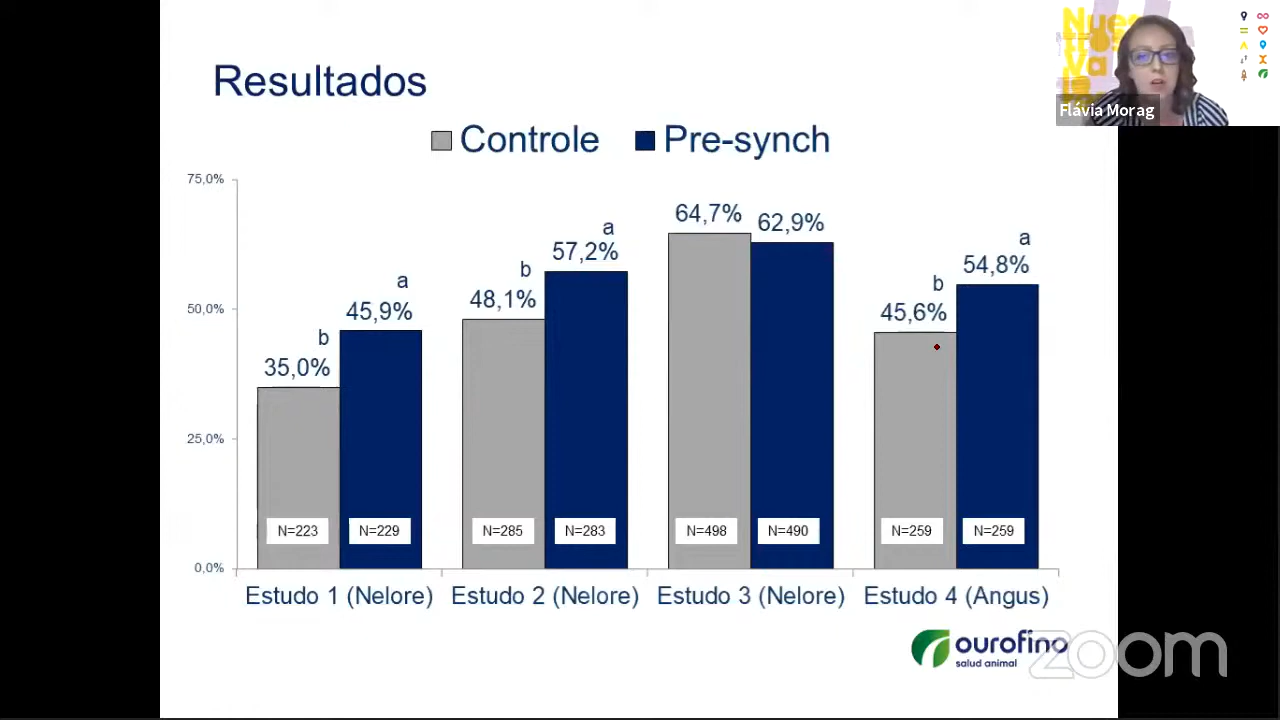 Resultados
Controle Pre-synch
75,0%
50,0%
25,0%
0,0%
b
35,0%
a
45,9%
b
48,1%
a
57,2%
64,7%
62,9%
b
45,6%
a
54,8%
N=223 N=229 N=285 N=283 N=498 N=490 N=259 N=259
Estudo 1 (Nelore) Estudo 2 (Nelore) Estudo 3 (Nelore) Estudo 4 (Angus)
ourofino
salud animal
zoom
Flávia Morag